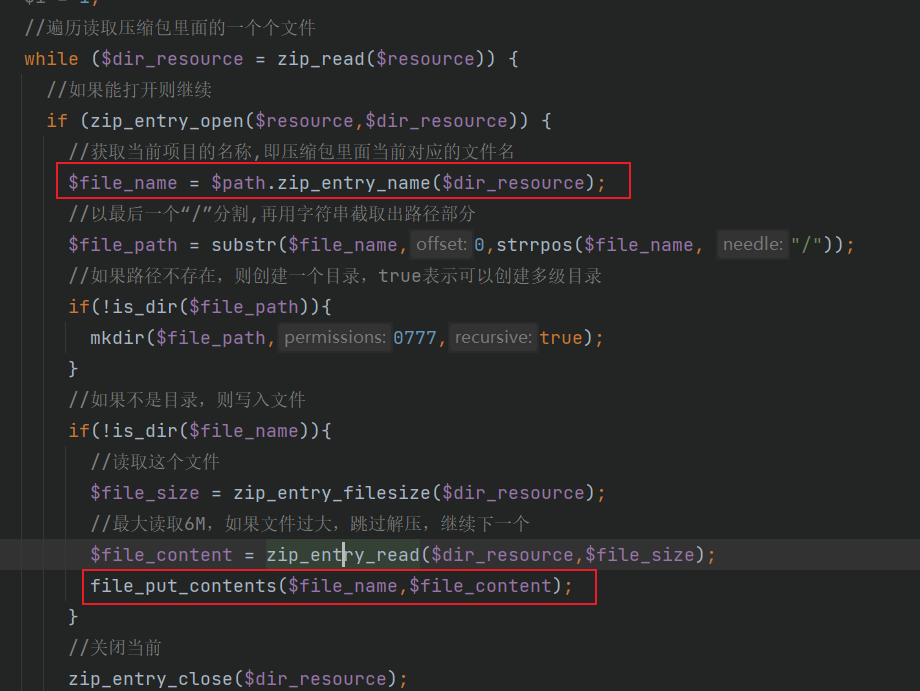 //遍历读取压缩包里面的一个个文件
while ($dir_resource = zip_read($resource)) {
//如果能打开则继续
if (zip_entry_open($resource,$dir_resource)) {
//获取当前项目的名称,即压缩包里面当前对应的文件名
$file_name = $path.zip_entry_name($dir_resource);
//以最后一个“/”分割,再用字符串截取出路径部分
$file_path = substr($file_name, offset: 0,strrpos($file_name, needle: "/"));
//如果路径不存在，则创建一个目录，true表示可以创建多级目录
if(!is_dir($file_path)){
mkdir($file_path, permissions: 0777, recursive: true);
}
//如果不是目录，则写入文件
if(!is_dir($file_name)){
//读取这个文件
$file_size = zip_entry_filesize($dir_resource);
//最大读取6M，如果文件过大，跳过解压，继续下一个
$file_content = zip_entry_read($dir_resource,$file_size);
file_put_contents($file_name,$file_content);
}
//关闭当前
zip_entry_close($dir_resource);